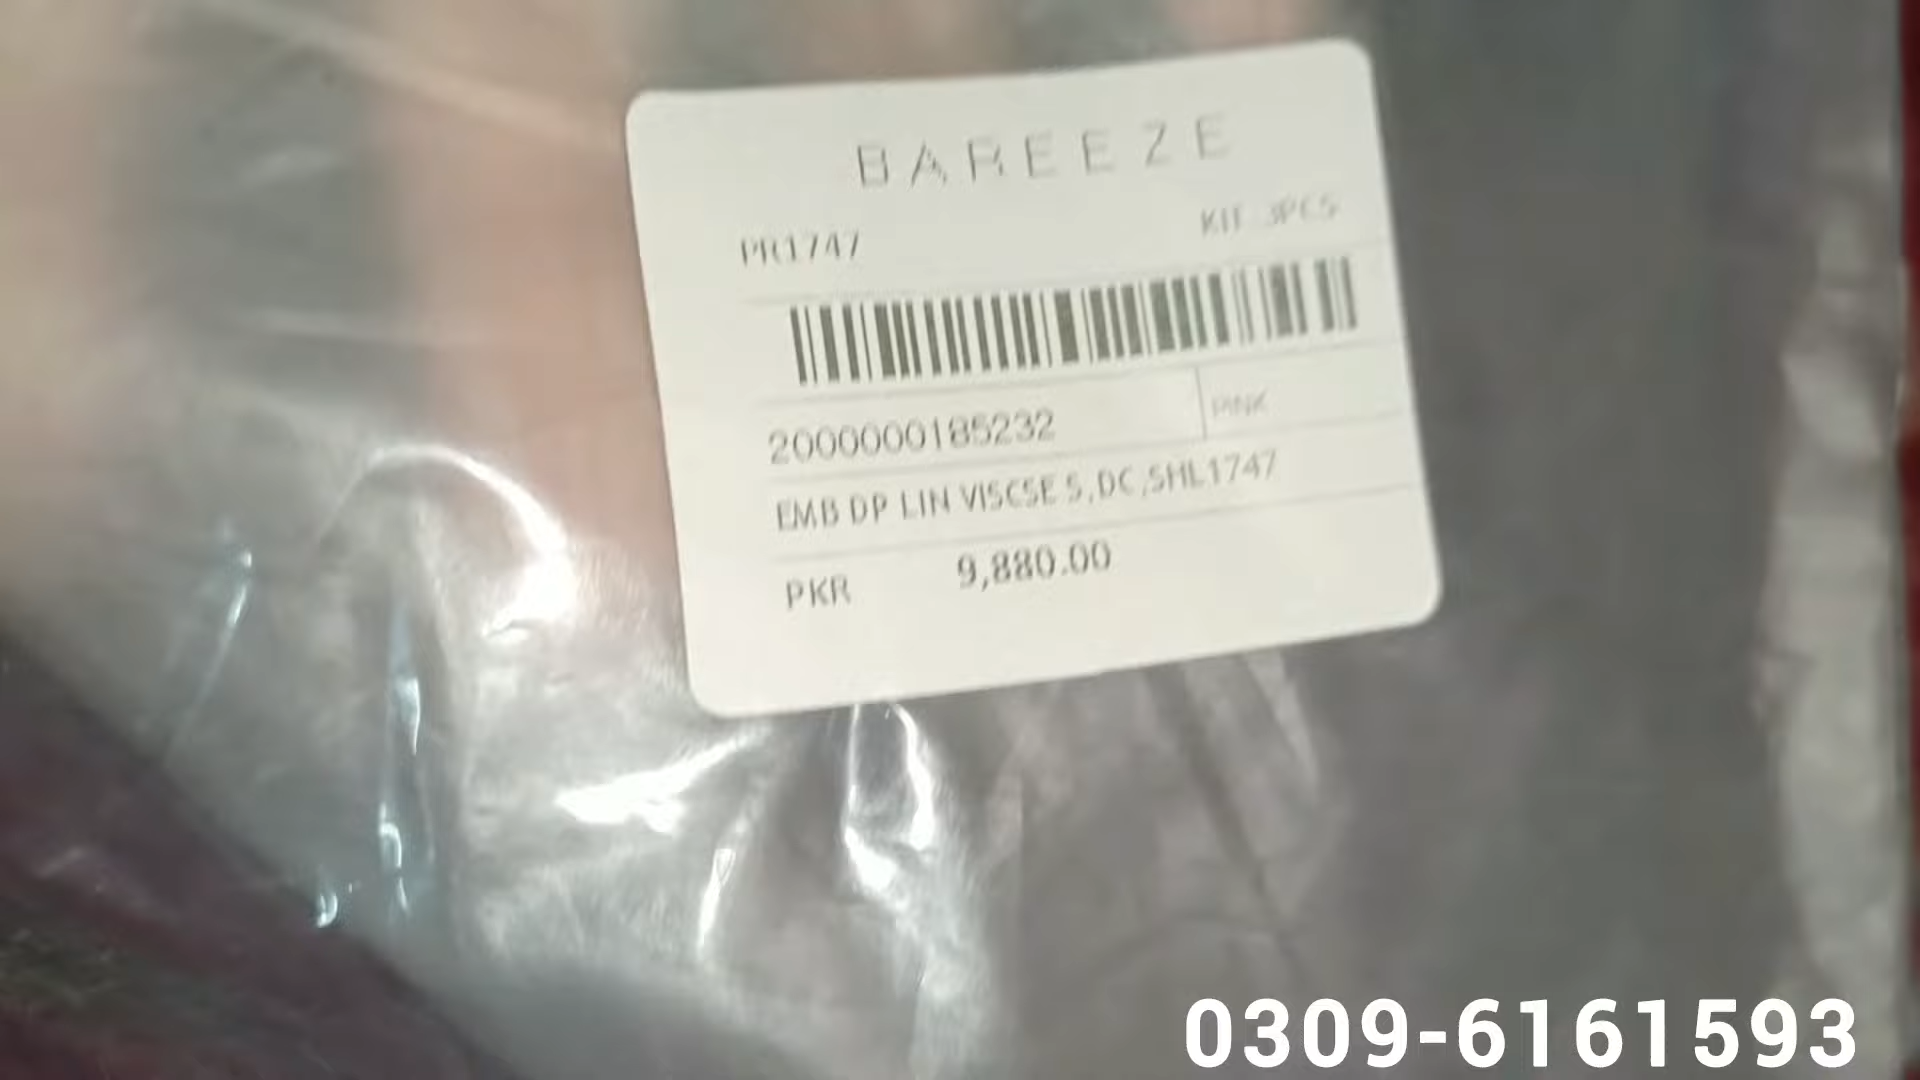 BAREEZE
PR1747 KIT 3PCS
2000000185232 PINK
EMB DP LIN VISCSE S,DC,SHL1747
PKR 9,880.00
0309-6161593